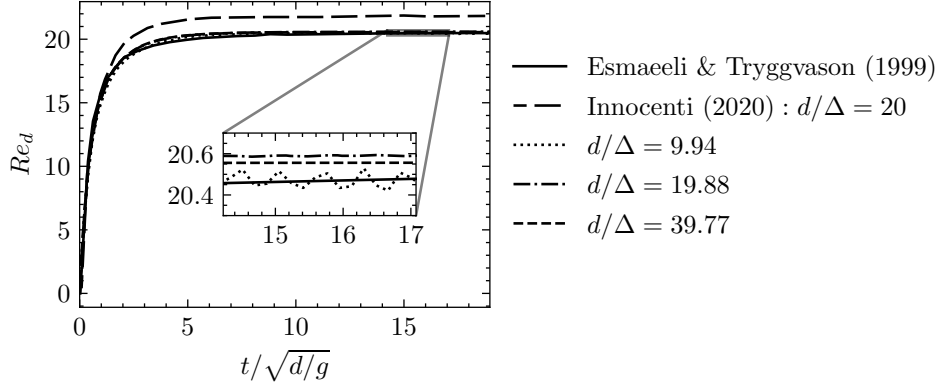 20
15
10
5
0
Re_d
20.6
20.4
15 16 17
0 5 10 15
t/√d/g
Esmaeeli & Tryggvason (1999)
Innocenti (2020) : d/Δ = 20
d/Δ = 9.94
d/Δ = 19.88
d/Δ = 39.77